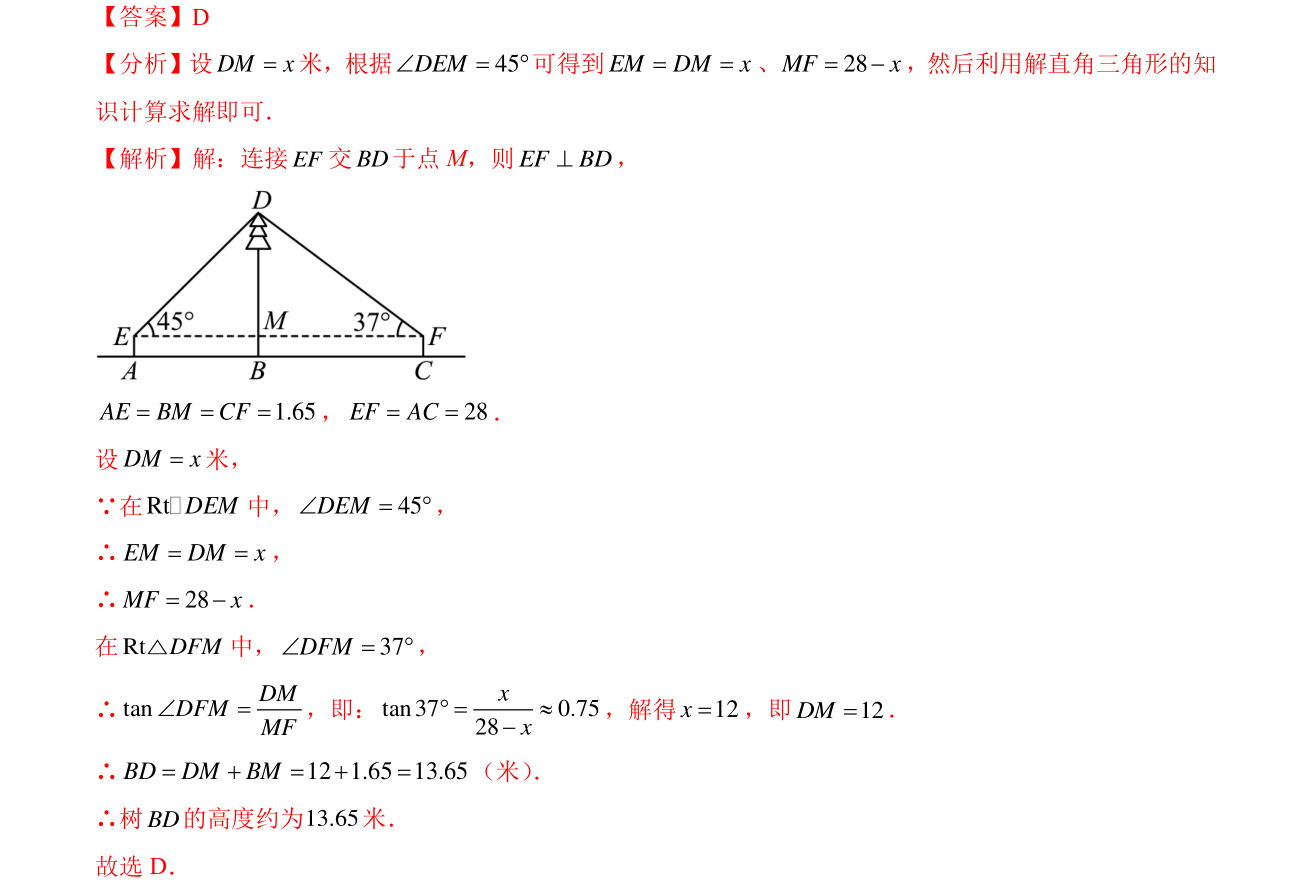 【答案】D
【分析】设DM=x米，根据∠DEM=45°可得到EM=DM=x、MF=28-x，然后利用解直角三角形的知
识计算求解即可．
【解析】解：连接EF交BD于点M，则EF⊥BD，
D
E 45° M 37° F
A B C
AE=BM=CF=1.65，EF=AC=28．
设DM=x米，
∵在Rt□DEM中，∠DEM=45°，
∴EM=DM=x，
∴MF=28-x．
在Rt△DFM中，∠DFM=37°，
∴tan∠DFM=DM/MF，即：tan37°=x/(28-x)≈0.75，解得x=12，即DM=12．
∴BD=DM+BM=12+1.65=13.65（米）．
∴树BD的高度约为13.65米．
故选 D．